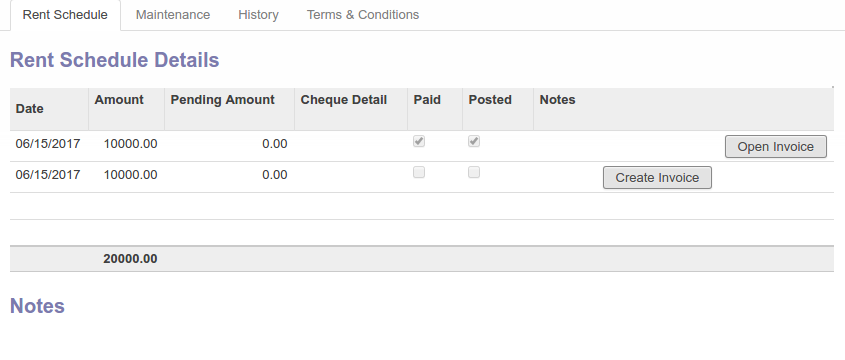 Rent Schedule Maintenance History Terms & Conditions
Rent Schedule Details
Date Amount Pending Amount Cheque Detail Paid Posted Notes
06/15/2017 10000.00 0.00 Open Invoice
06/15/2017 10000.00 0.00 Create Invoice
20000.00
Notes